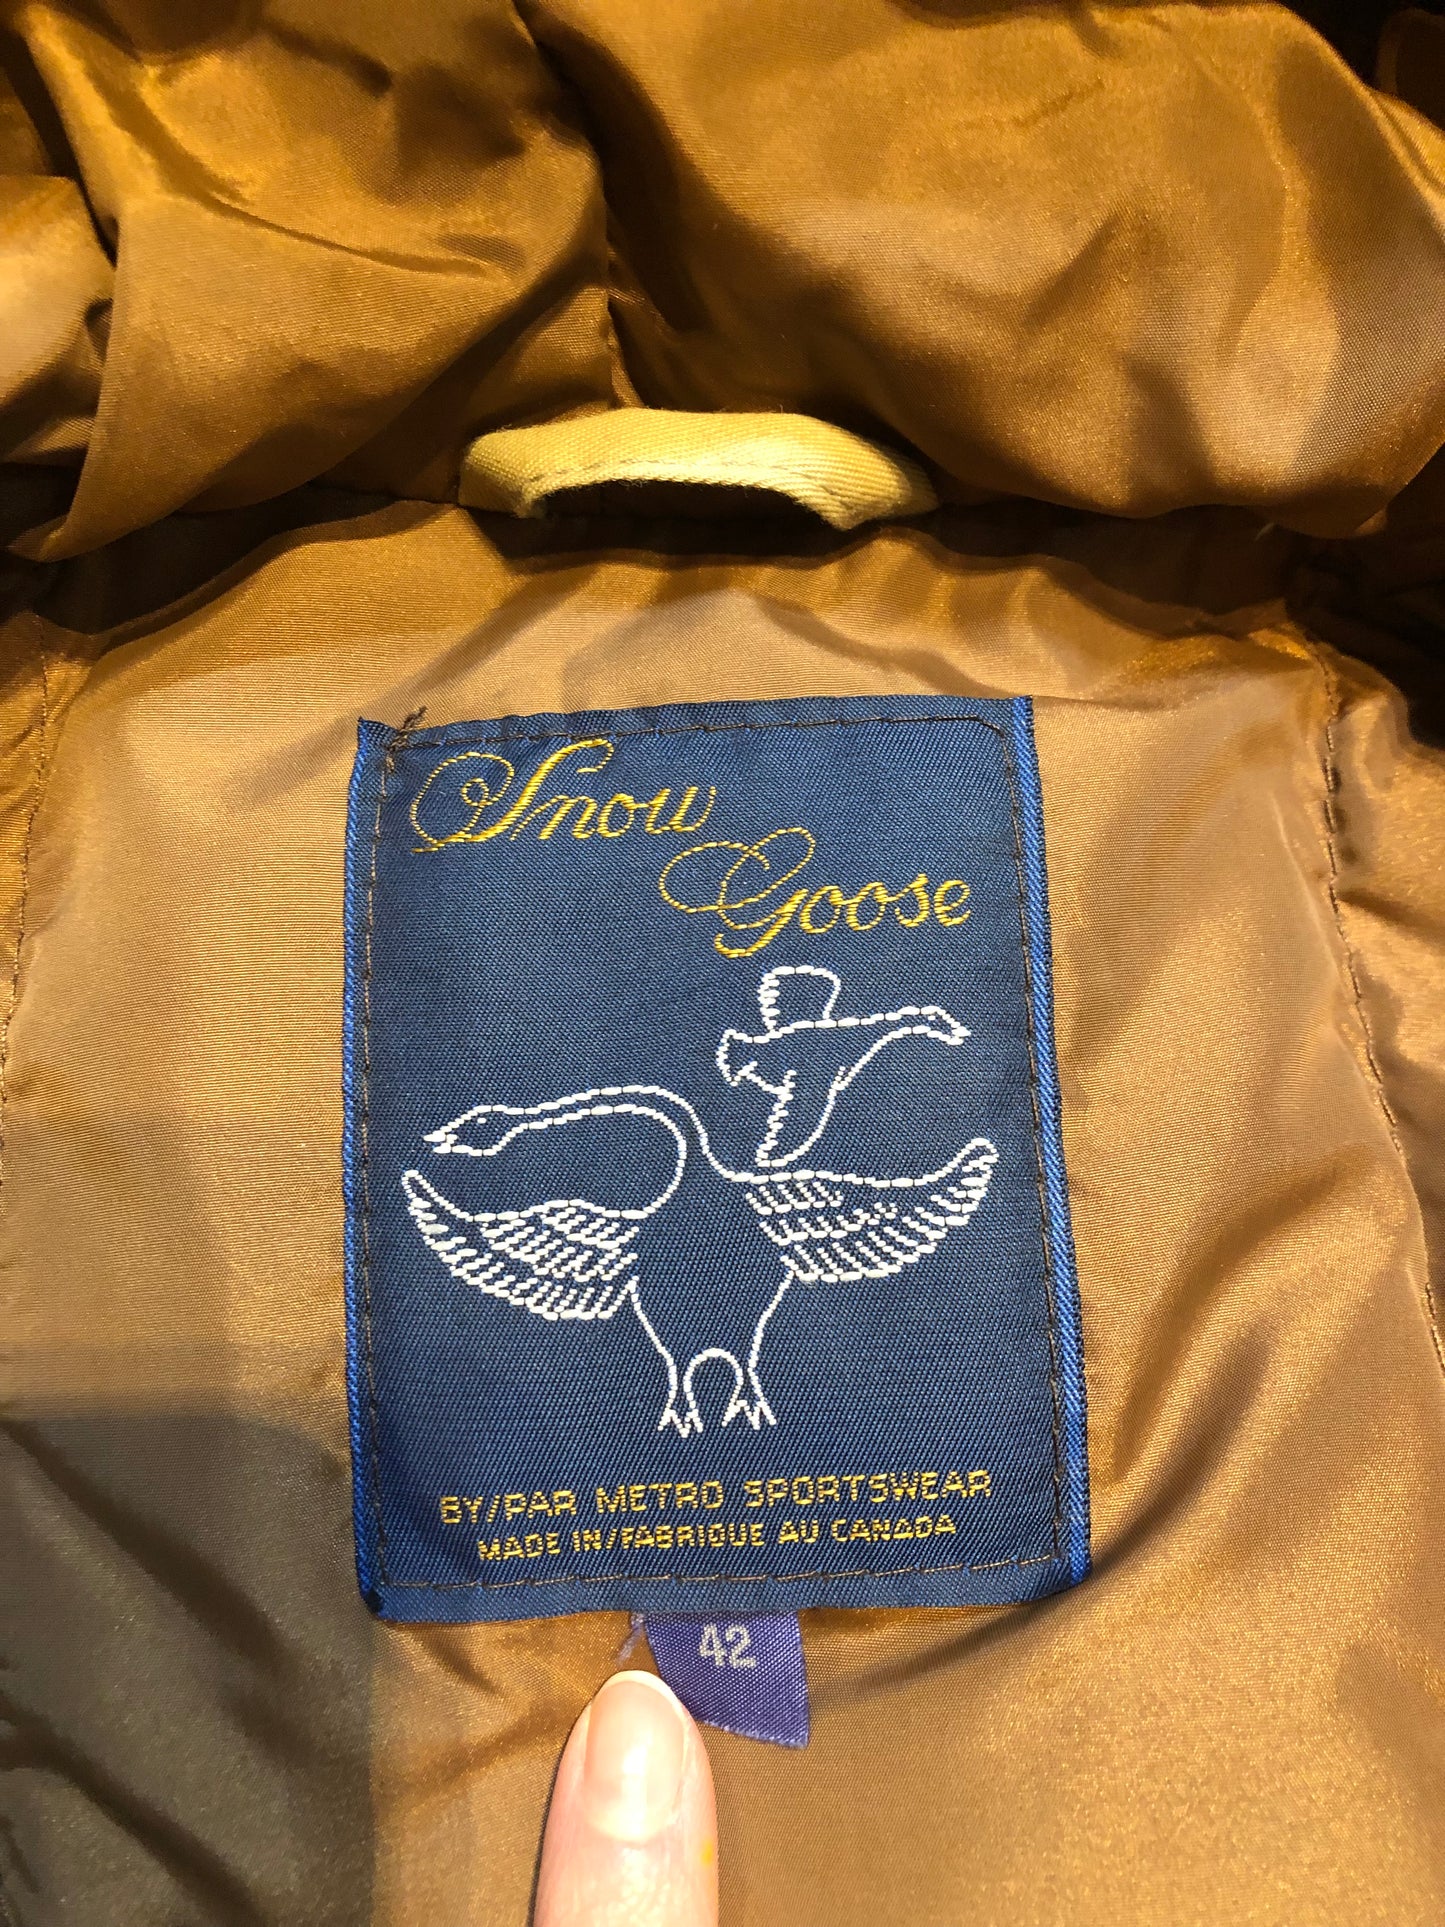 Snow
Goose
BY/PAR METRO SPORTSWEAR
MADE IN/FABRIQUE AU CANADA
42